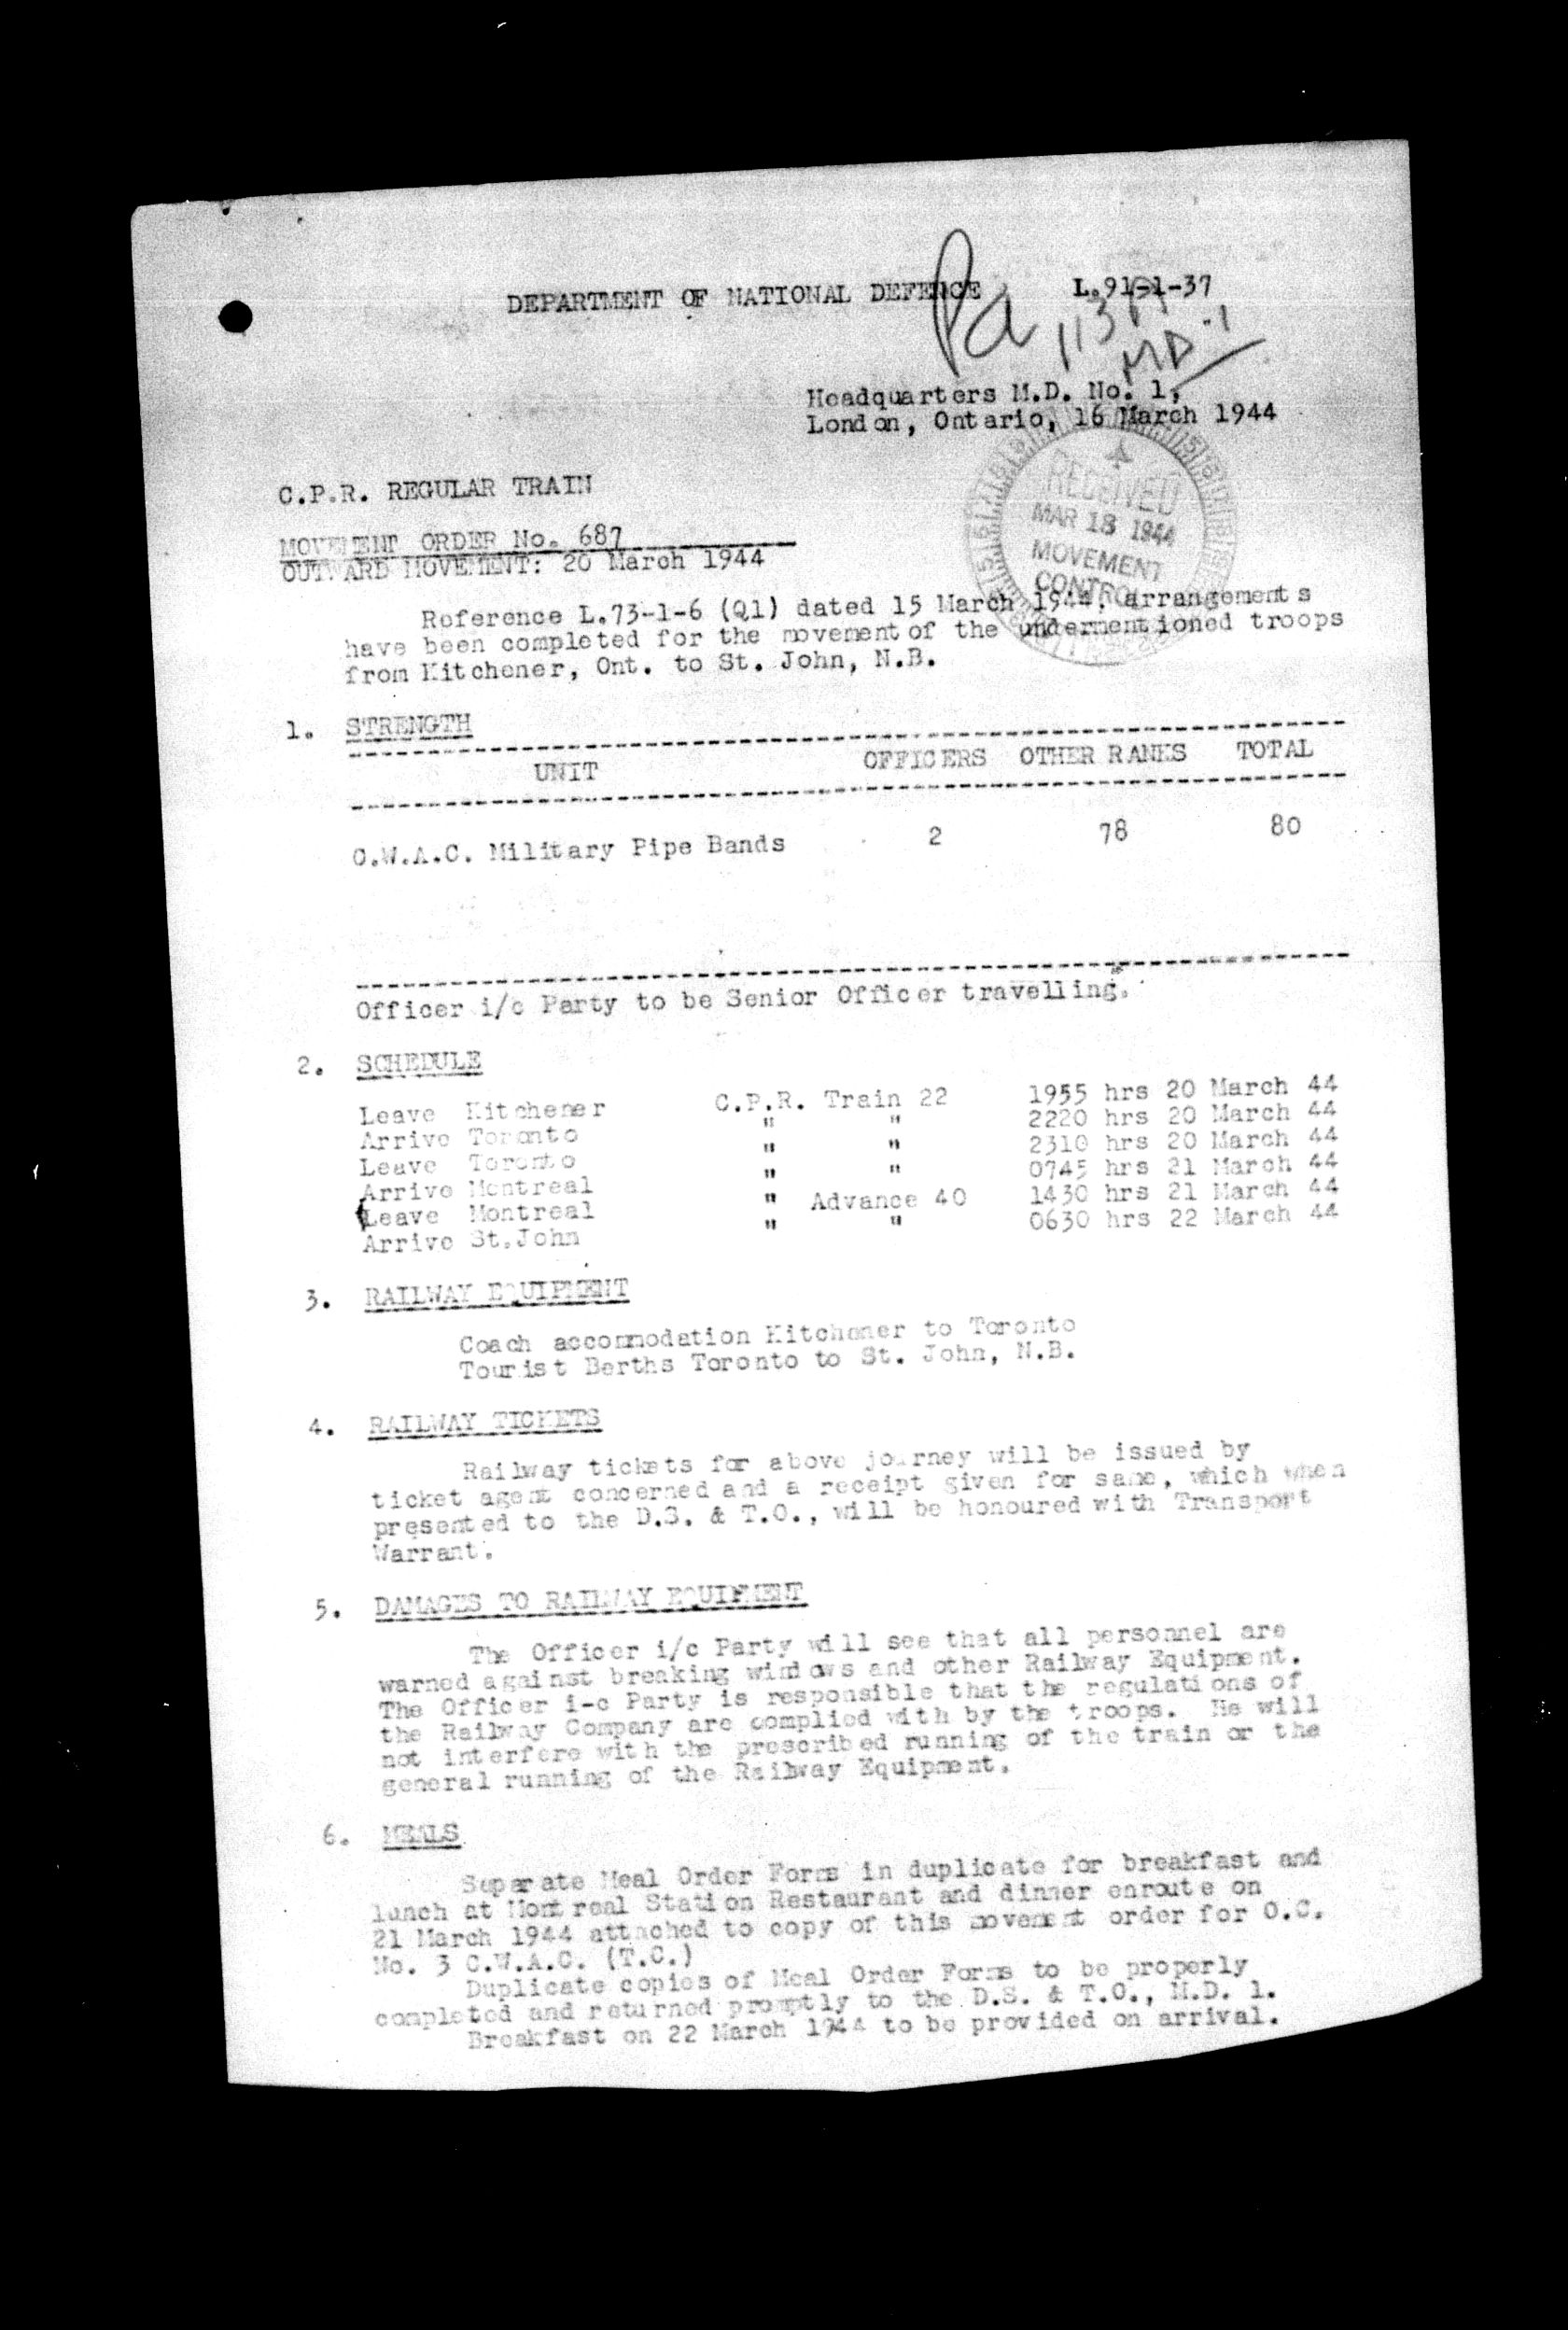 DEPARTMENT OF NATIONAL DEFENCE L.91-1-37
Pa 113
MD.1
Headquarters M.D. No. 1,
London, Ontario, 16 March 1944
RECEIVED
MAR 18 1944
MOVEMENT
CONTROL
C.P.R. REGULAR TRAIN
MOVEMENT ORDER No. 687
OUTWARD MOVEMENT: 20 March 1944
Reference L.73-1-6 (Q1) dated 15 March 1944, arrangements
have been completed for the movement of the undermentioned troops
from Kitchener, Ont. to St. John, N.B.
1. STRENGTH
UNIT OFFICERS OTHER RANKS TOTAL
C.W.A.C. Military Pipe Bands 2 78 80
Officer i/c Party to be Senior Officer travelling.
2. SCHEDULE
Leave Kitchener C.P.R. Train 22 1955 hrs 20 March 44
Arrive Toronto " " 2220 hrs 20 March 44
Leave Toronto " " 2310 hrs 20 March 44
Arrive Montreal " " 0745 hrs 21 March 44
Leave Montreal " Advance 40 1430 hrs 21 March 44
Arrive St.John " " 0630 hrs 22 March 44
3. RAILWAY EQUIPMENT
Coach accommodation Kitchener to Toronto
Tourist Berths Toronto to St. John, N.B.
4. RAILWAY TICKETS
Railway tickets for above journey will be issued by
ticket agent concerned and a receipt given for same, which when
presented to the D.S. & T.O., will be honoured with Transport
Warrant.
5. DAMAGES TO RAILWAY EQUIPMENT
The Officer i/c Party will see that all personnel are
warned against breaking windows and other Railway Equipment.
The Officer i-c Party is responsible that the regulations of
the Railway Company are complied with by the troops. He will
not interfere with the prescribed running of the train or the
general running of the Railway Equipment.
6. MEALS
Separate Meal Order Forms in duplicate for breakfast and
lunch at Montreal Station Restaurant and dinner enroute on
21 March 1944 attached to copy of this movement order for O.C.
No. 3 C.W.A.C. (T.C.)
Duplicate copies of Meal Order Forms to be properly
completed and returned promptly to the D.S. & T.O., M.D. 1.
Breakfast on 22 March 1944 to be provided on arrival.